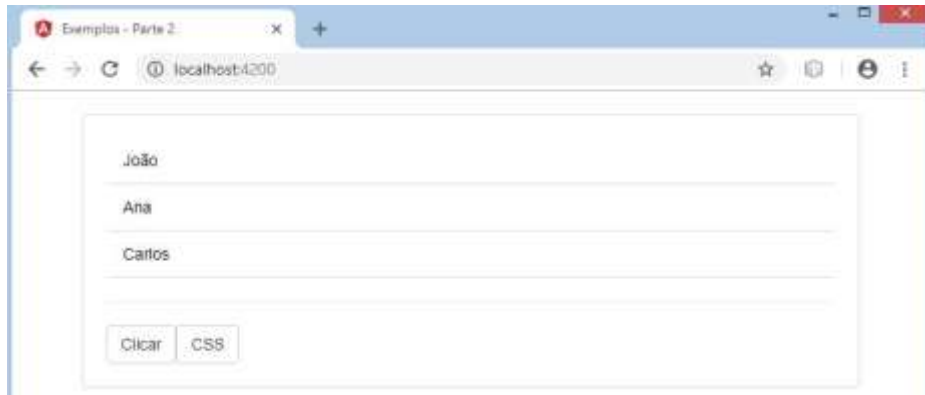 Exemplos - Parte 2
localhost:4200
João
Ana
Carlos
Clicar CSS